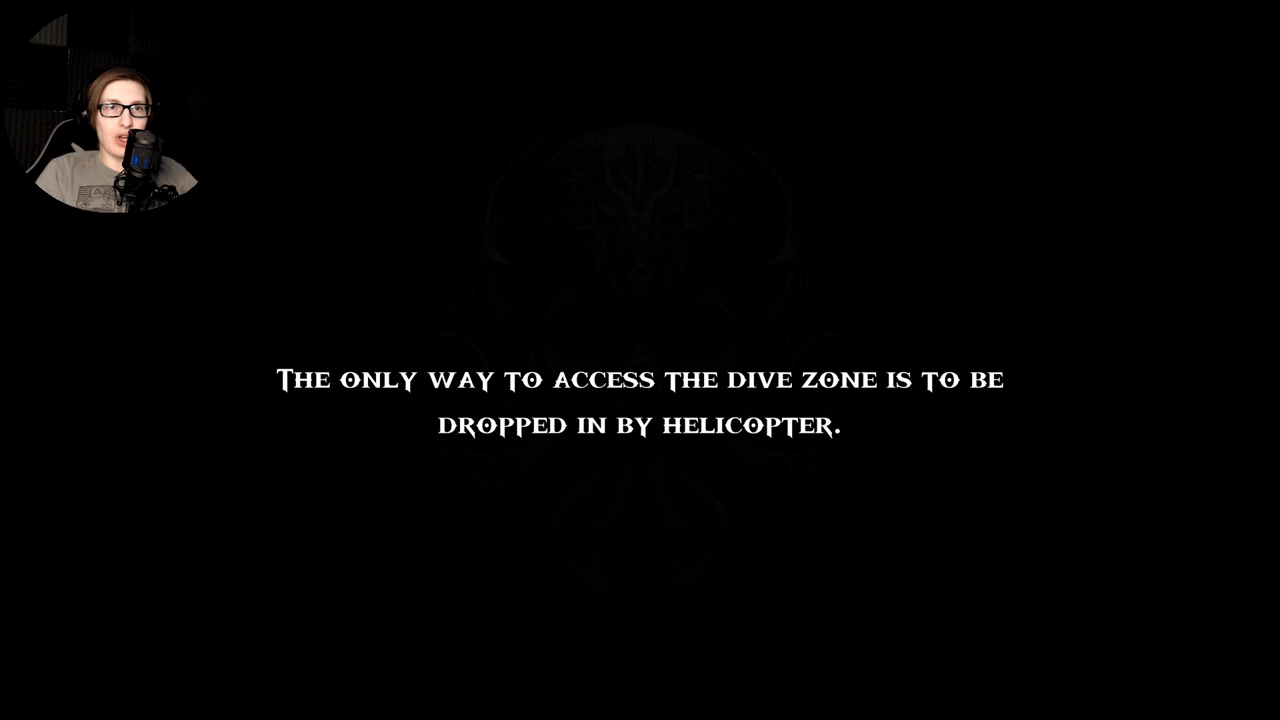 The only way to access the dive zone is to be
dropped in by helicopter.